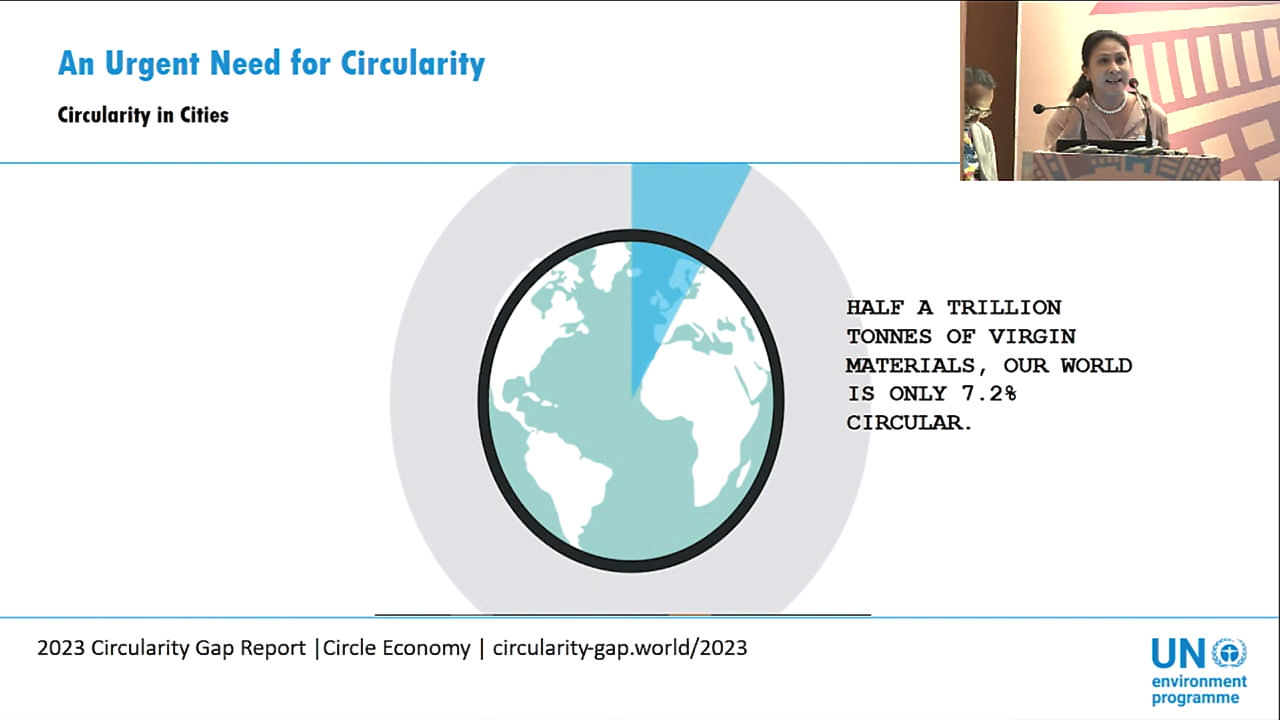 An Urgent Need for Circularity
Circularity in Cities
HALF A TRILLION
TONNES OF VIRGIN
MATERIALS, OUR WORLD
IS ONLY 7.2%
CIRCULAR.
2023 Circularity Gap Report |Circle Economy | circularity-gap.world/2023
UN
environment
programme